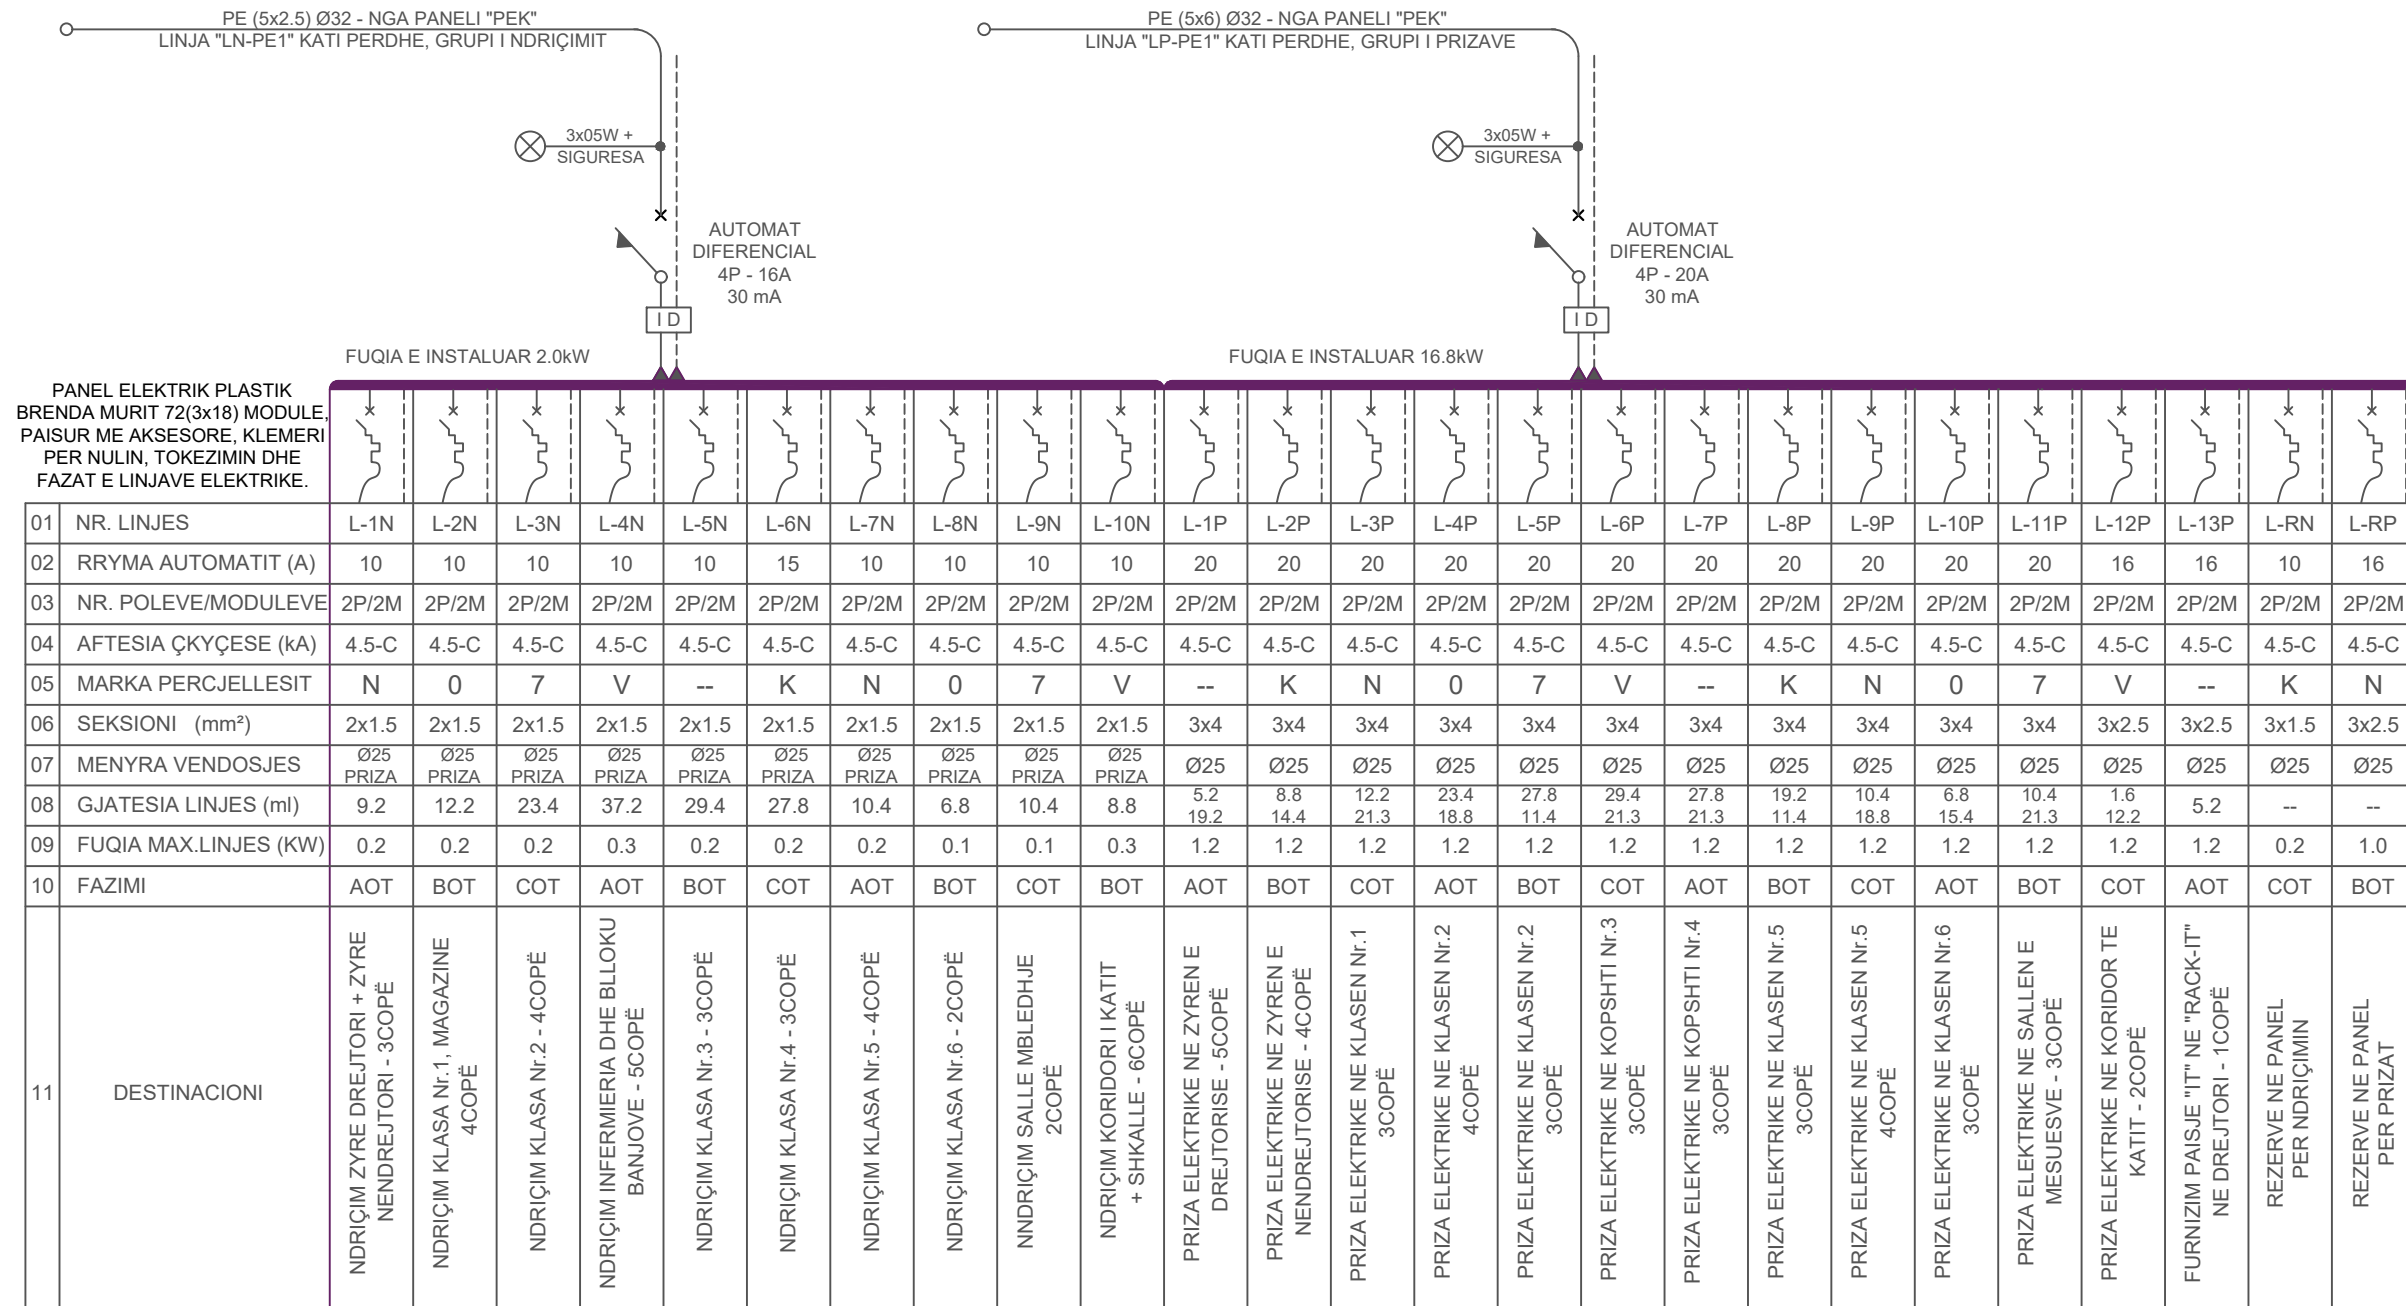 PE (5x2.5) Ø32 - NGA PANELI "PEK"
LINJA "LN-PE1" KATI PERDHE, GRUPI I NDRIÇIMIT
PE (5x6) Ø32 - NGA PANELI "PEK"
LINJA "LP-PE1" KATI PERDHE, GRUPI I PRIZAVE
3x05W +
SIGURESA
3x05W +
SIGURESA
AUTOMAT
DIFERENCIAL
4P - 16A
30 mA
AUTOMAT
DIFERENCIAL
4P - 20A
30 mA
I D
I D
FUQIA E INSTALUAR 2.0kW
FUQIA E INSTALUAR 16.8kW
PANEL ELEKTRIK PLASTIK
BRENDA MURIT 72(3x18) MODULE,
PAISUR ME AKSESORE, KLEMERI
PER NULIN, TOKEZIMIN DHE
FAZAT E LINJAVE ELEKTRIKE.
01 NR. LINJES L-1N L-2N L-3N L-4N L-5N L-6N L-7N L-8N L-9N L-10N L-1P L-2P L-3P L-4P L-5P L-6P L-7P L-8P L-9P L-10P L-11P L-12P L-13P L-RN L-RP
02 RRYMA AUTOMATIT (A) 10 10 10 10 10 15 10 10 10 10 20 20 20 20 20 20 20 20 20 20 20 16 16 10 16
03 NR. POLEVE/MODULEVE 2P/2M 2P/2M 2P/2M 2P/2M 2P/2M 2P/2M 2P/2M 2P/2M 2P/2M 2P/2M 2P/2M 2P/2M 2P/2M 2P/2M 2P/2M 2P/2M 2P/2M 2P/2M 2P/2M 2P/2M 2P/2M 2P/2M 2P/2M 2P/2M 2P/2M
04 AFTESIA ÇKYÇESE (kA) 4.5-C 4.5-C 4.5-C 4.5-C 4.5-C 4.5-C 4.5-C 4.5-C 4.5-C 4.5-C 4.5-C 4.5-C 4.5-C 4.5-C 4.5-C 4.5-C 4.5-C 4.5-C 4.5-C 4.5-C 4.5-C 4.5-C 4.5-C 4.5-C 4.5-C
05 MARKA PERCJELLESIT N 0 7 V -- K N 0 7 V -- K N 0 7 V -- K N 0 7 V -- K N
06 SEKSIONI (mm²) 2x1.5 2x1.5 2x1.5 2x1.5 2x1.5 2x1.5 2x1.5 2x1.5 2x1.5 2x1.5 3x4 3x4 3x4 3x4 3x4 3x4 3x4 3x4 3x4 3x4 3x4 3x2.5 3x2.5 3x1.5 3x2.5
Ø25 Ø25 Ø25 Ø25 Ø25 Ø25 Ø25 Ø25 Ø25 Ø25
07 MENYRA VENDOSJES PRIZA PRIZA PRIZA PRIZA PRIZA PRIZA PRIZA PRIZA PRIZA PRIZA Ø25 Ø25 Ø25 Ø25 Ø25 Ø25 Ø25 Ø25 Ø25 Ø25 Ø25 Ø25 Ø25 Ø25 Ø25
08 GJATESIA LINJES (ml) 9.2 12.2 23.4 37.2 29.4 27.8 10.4 6.8 10.4 8.8 5.2 8.8 12.2 23.4 27.8 29.4 27.8 19.2 10.4 6.8 10.4 1.6 5.2 -- --
19.2 14.4 21.3 18.8 11.4 21.3 21.3 11.4 18.8 15.4 21.3 12.2
09 FUQIA MAX.LINJES (KW) 0.2 0.2 0.2 0.3 0.2 0.2 0.2 0.1 0.1 0.3 1.2 1.2 1.2 1.2 1.2 1.2 1.2 1.2 1.2 1.2 1.2 1.2 1.2 0.2 1.0
10 FAZIMI AOT BOT COT AOT BOT COT AOT BOT COT BOT AOT BOT COT AOT BOT COT AOT BOT COT AOT BOT COT AOT COT BOT
11 DESTINACIONI
NDRIÇIM ZYRE DREJTORI + ZYRE
NENDREJTORI - 3COPË
NDRIÇIM KLASA Nr.1, MAGAZINE
4COPË
NDRIÇIM KLASA Nr.2 - 4COPË
NDRIÇIM INFERMIERIA DHE BLLOKU
BANJOVE - 5COPË
NDRIÇIM KLASA Nr.3 - 3COPË
NDRIÇIM KLASA Nr.4 - 3COPË
NDRIÇIM KLASA Nr.5 - 4COPË
NDRIÇIM KLASA Nr.6 - 2COPË
NNDRIÇIM SALLE MBLEDHJE
2COPË
NDRIÇIM KORIDORI I KATIT
+ SHKALLE - 6COPË
PRIZA ELEKTRIKE NE ZYREN E
DREJTORISE - 5COPË
PRIZA ELEKTRIKE NE ZYREN E
NENDREJTORISE - 4COPË
PRIZA ELEKTRIKE NE KLASEN Nr.1
3COPË
PRIZA ELEKTRIKE NE KLASEN Nr.2
4COPË
PRIZA ELEKTRIKE NE KLASEN Nr.2
3COPË
PRIZA ELEKTRIKE NE KOPSHTI Nr.3
3COPË
PRIZA ELEKTRIKE NE KOPSHTI Nr.4
3COPË
PRIZA ELEKTRIKE NE KLASEN Nr.5
3COPË
PRIZA ELEKTRIKE NE KLASEN Nr.5
4COPË
PRIZA ELEKTRIKE NE KLASEN Nr.6
3COPË
PRIZA ELEKTRIKE NE SALLEN E
MESUESVE - 3COPË
PRIZA ELEKTRIKE NE KORIDOR TE
KATIT - 2COPË
FURNIZIM PAISJE "IT" NE "RACK-IT"
NE DREJTORI - 1COPË
REZERVE NE PANEL
PER NDRIÇIMIN
REZERVE NE PANEL
PER PRIZAT